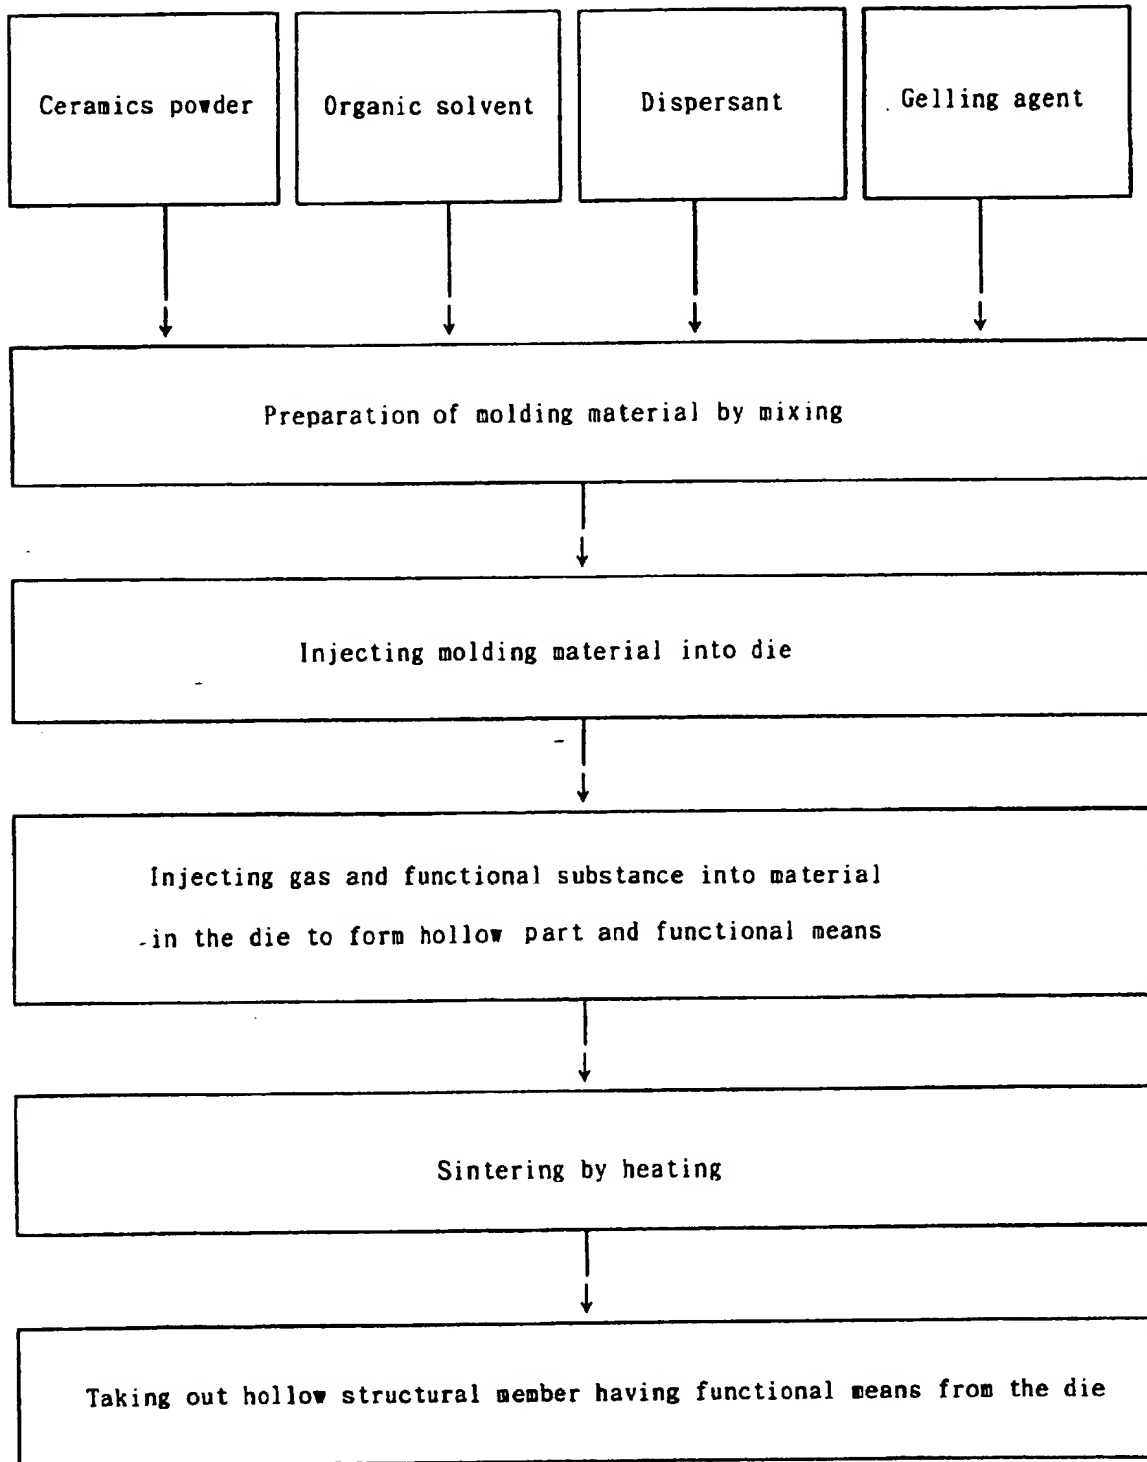 Ceramics powder
Organic solvent
Dispersant
Gelling agent
Preparation of molding material by mixing
Injecting molding material into die
Injecting gas and functional substance into material
in the die to form hollow part and functional means
Sintering by heating
Taking out hollow structural member having functional means from the die